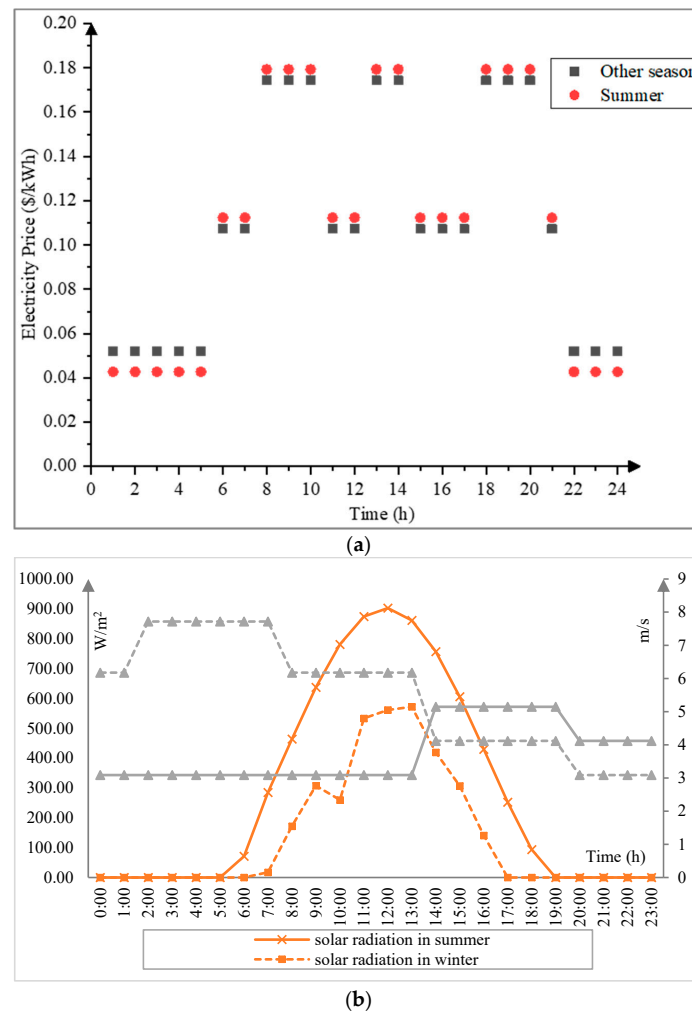 0.20
0.18
0.16
0.14
0.12
0.10
0.08
0.06
0.04
0.02
0.00
Electricity Price ($/kWh)
Other season
Summer
0 2 4 6 8 10 12 14 16 18 20 22 24
Time (h)
(a)
1000.00
900.00
800.00
700.00
600.00
500.00
400.00
300.00
200.00
100.00
0.00
W/m²
9
8
7
6
5
4
3
2
1
0
m/s
Time (h)
0:00 1:00 2:00 3:00 4:00 5:00 6:00 7:00 8:00 9:00 10:00 11:00 12:00 13:00 14:00 15:00 16:00 17:00 18:00 19:00 20:00 21:00 22:00 23:00
solar radiation in summer
solar radiation in winter
(b)